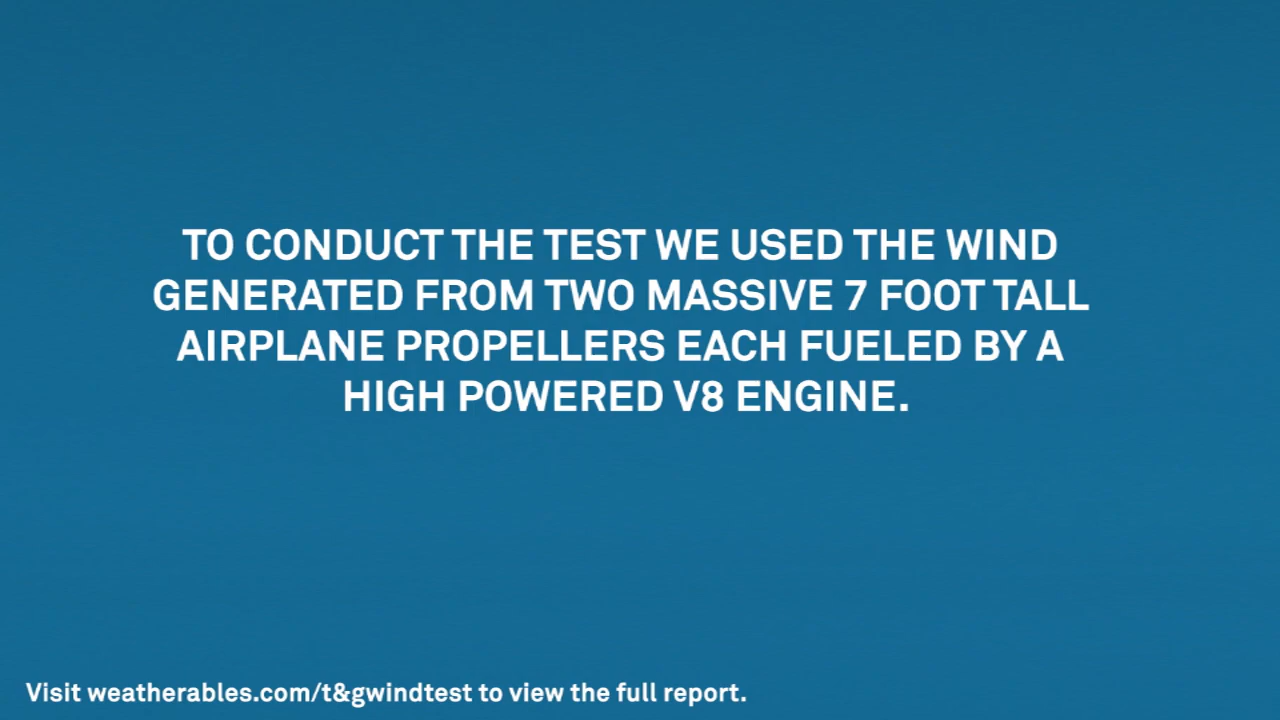 TO CONDUCT THE TEST WE USED THE WIND
GENERATED FROM TWO MASSIVE 7 FOOT TALL
AIRPLANE PROPELLERS EACH FUELED BY A
HIGH POWERED V8 ENGINE.
Visit weatherables.com/t&gwindtest to view the full report.